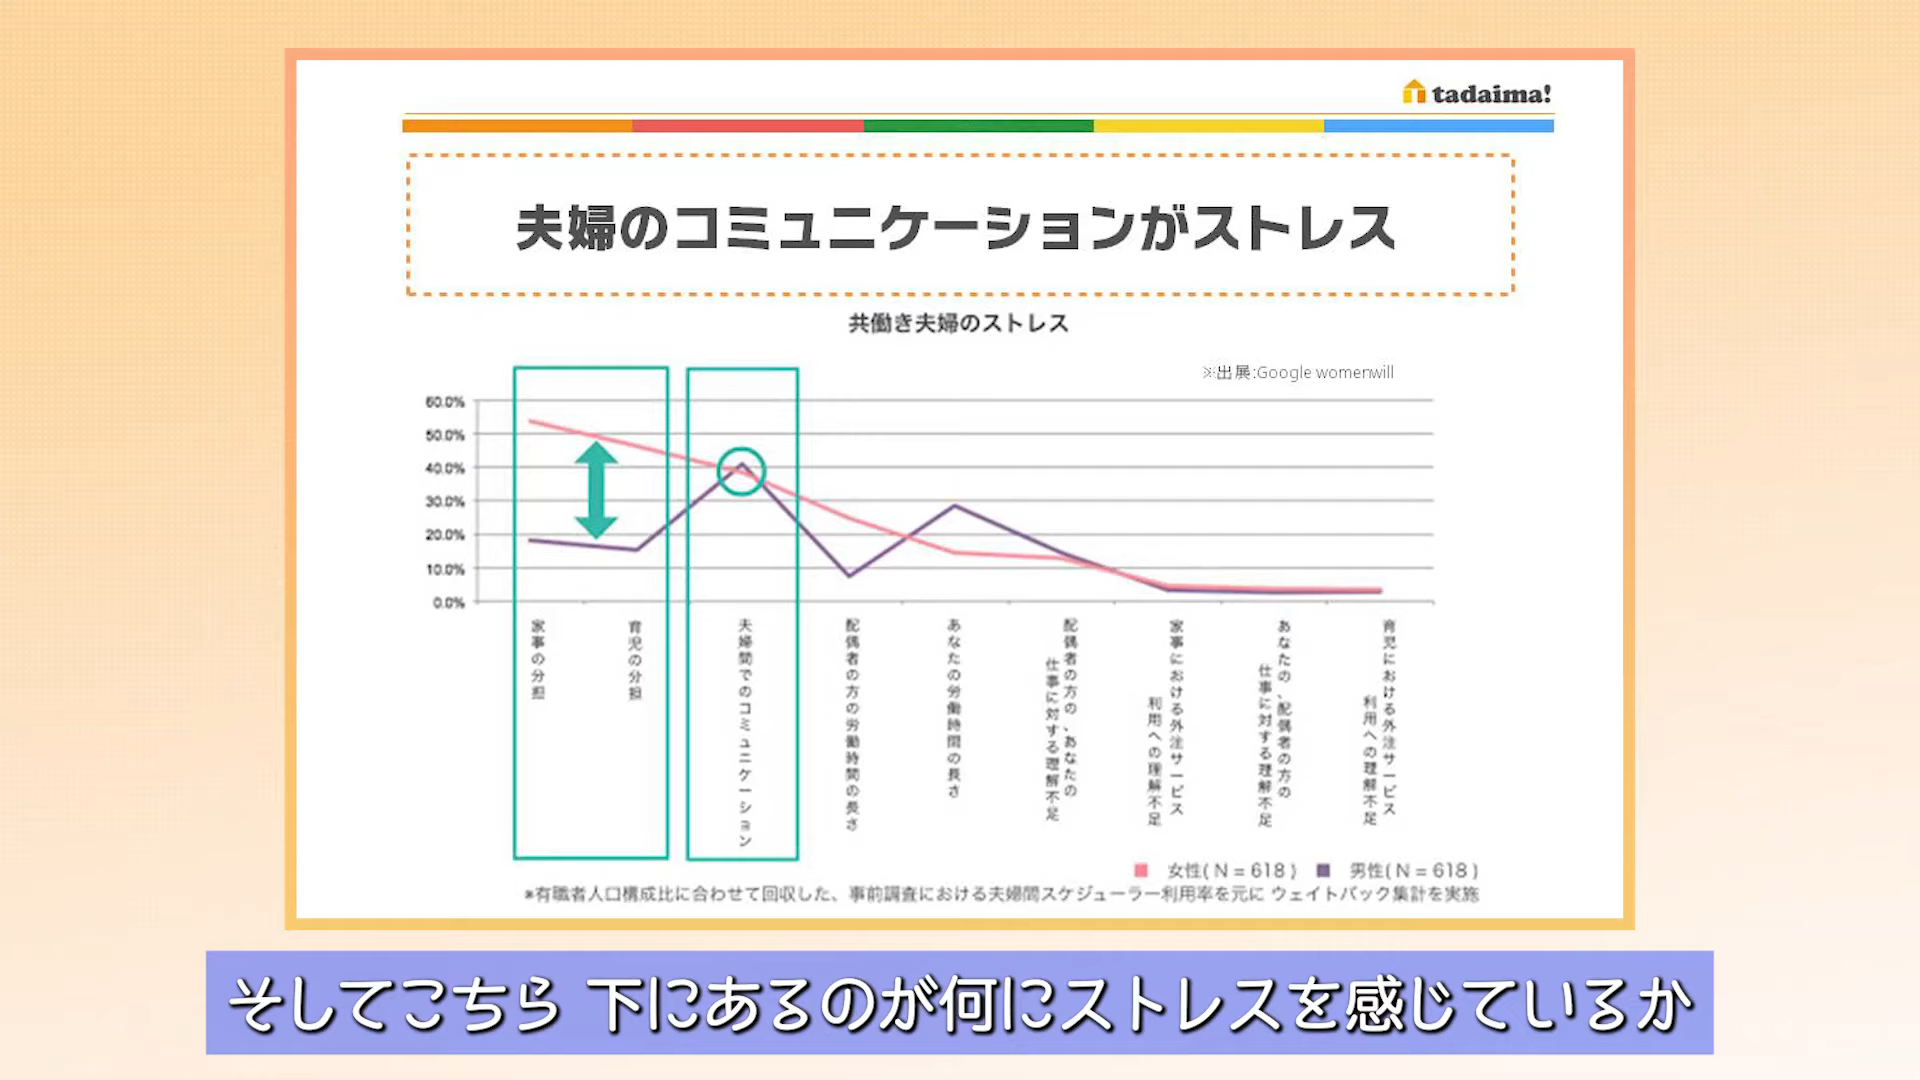 tadaima!
夫婦のコミュニケーションがストレス
共働き夫婦のストレス
※出展:Google womenwill
60.0%
50.0%
40.0%
30.0%
20.0%
10.0%
0.0%
家事の分担
育児の分担
夫婦間でのコミュニケーション
配偶者の方の労働時間の長さ
あなたの労働時間の長さ
配偶者の方の、あなたの
仕事に対する理解不足
家事における外注サービス
利用への理解不足
あなたの、配偶者の方の
仕事に対する理解不足
育児における外注サービス
利用への理解不足
女性(N=618) 男性(N=618)
※有職者人口構成比に合わせて回収した、事前調査における夫婦間スケジューラー利用率を元に ウェイトバック集計を実施
そしてこちら 下にあるのが何にストレスを感じているか